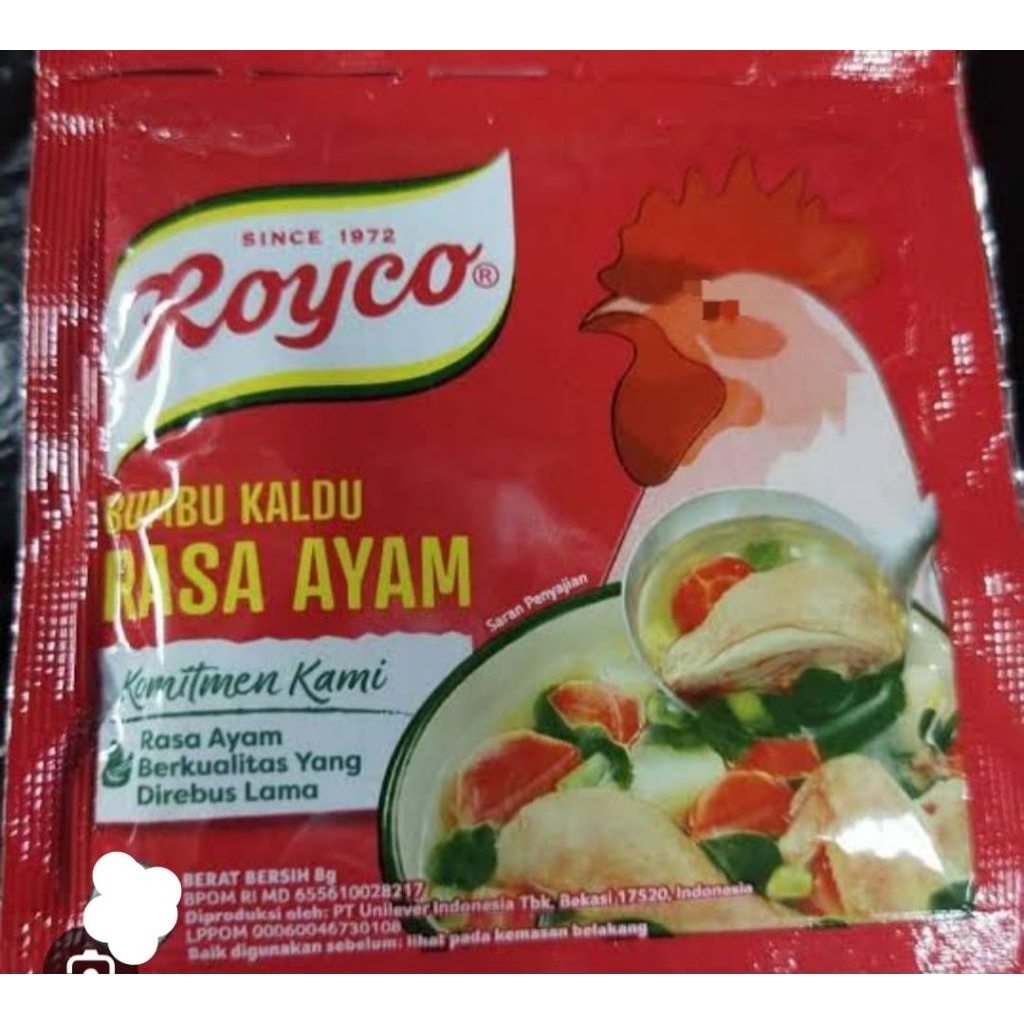 SINCE 1972
Royco®
BUMBU KALDU
RASA AYAM
Saran Penyajian
Komitmen Kami
Rasa Ayam
Berkualitas Yang
Direbus Lama
BERAT BERSIH 8g
BPOM RI MD 655610028217
Diproduksi oleh: PT Unilever Indonesia Tbk, Bekasi 17520, Indonesia
LPPOM 00060046730108
Baik digunakan sebelum: lihat pada kemasan belakang